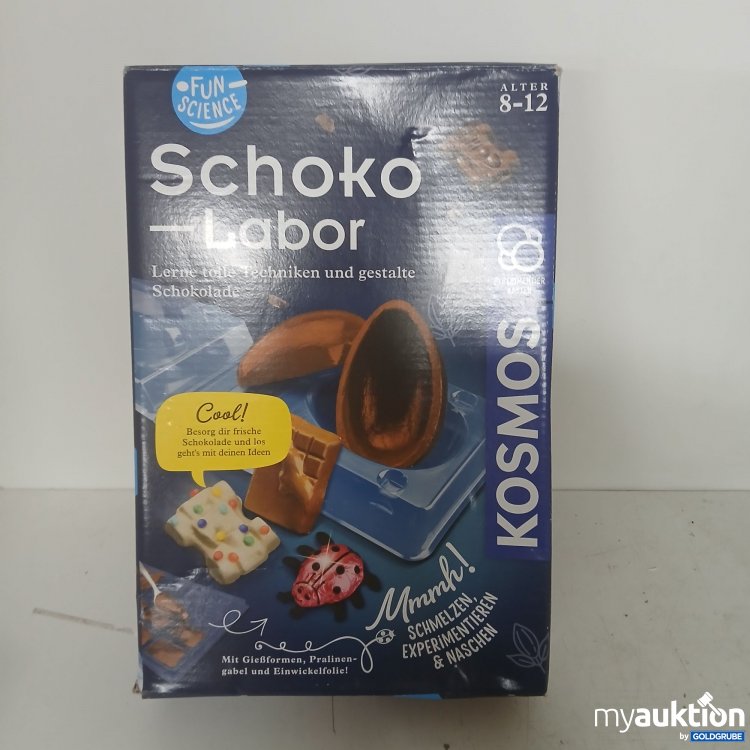 FUN
SCIENCE
ALTER
8-12
Schoko
Labor
Lerne tolle Techniken und gestalte
Schokolade
KOSMOS
Cool!
Besorg dir frische
Schokolade und los
geht's mit deinen Ideen
Mmmh!
SCHMELZEN,
EXPERIMENTIEREN
& NASCHEN
Mit Gießformen, Pralinen-
gabel und Einwickelfolie!
myauktion
by GOLDGRUBE